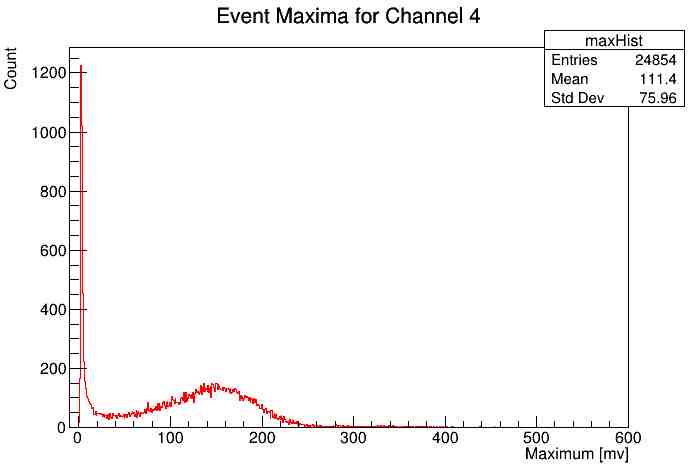 Event Maxima for Channel 4
maxHist
Entries 24854
Mean 111.4
Std Dev 75.96
Count
1200
1000
800
600
400
200
0
0 100 200 300 400 500 600
Maximum [mv]